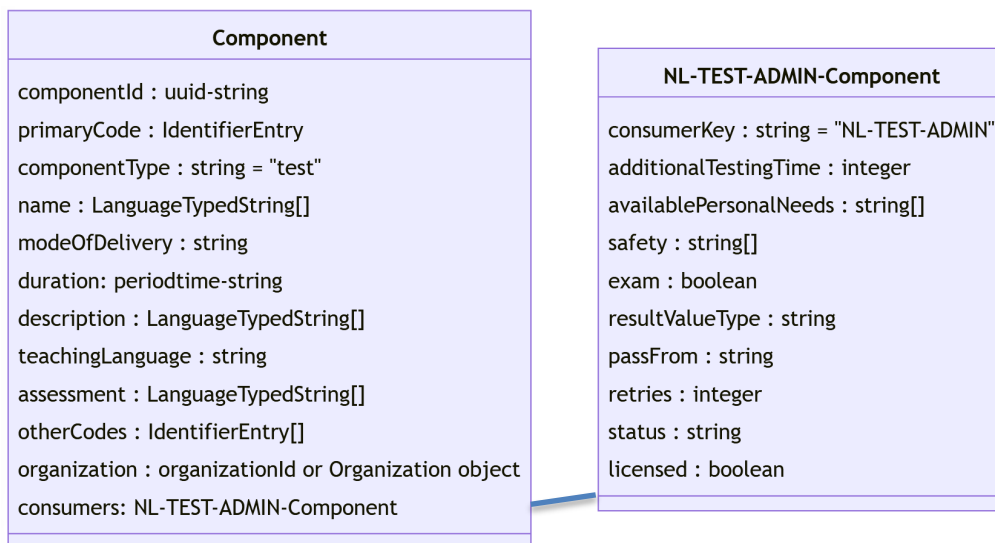 Component
componentId : uuid-string
primaryCode : IdentifierEntry
componentType : string = "test"
name : LanguageTypedString[]
modeOfDelivery : string
duration: periodtime-string
description : LanguageTypedString[]
teachingLanguage : string
assessment : LanguageTypedString[]
otherCodes : IdentifierEntry[]
organization : organizationId or Organization object
consumers: NL-TEST-ADMIN-Component
NL-TEST-ADMIN-Component
consumerKey : string = "NL-TEST-ADMIN"
additionalTestingTime : integer
availablePersonalNeeds : string[]
safety : string[]
exam : boolean
resultValueType : string
passFrom : string
retries : integer
status : string
licensed : boolean